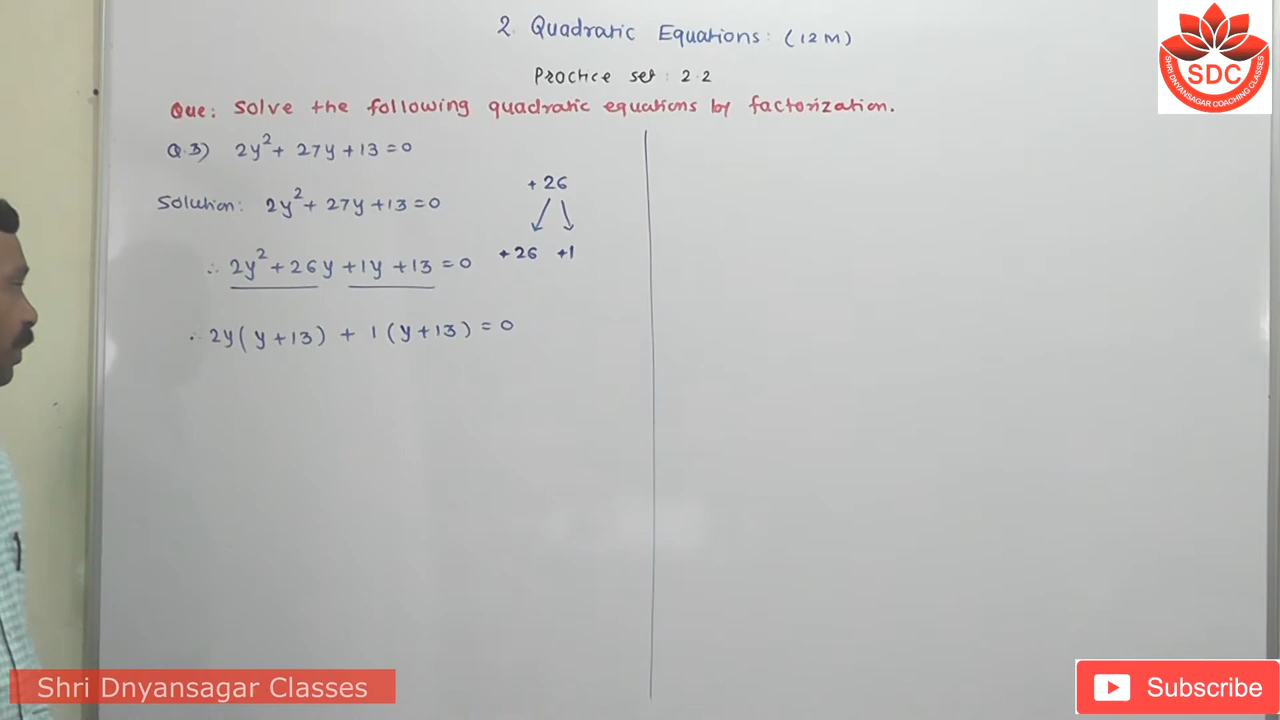 2. Quadratic Equations: (12M)
Practice set: 2.2
Que: Solve the following quadratic equations by factorization.
Q.3) 2y²+ 27y+13=0
Solution: 2y²+ 27y+13=0
+26
+26 +1
∴ 2y²+26y+1y+13=0
∴ 2y(y+13) + 1(y+13)=0
SDC
SHRI DNYANSAGAR COACHING CLASSES
Shri Dnyansagar Classes
Subscribe